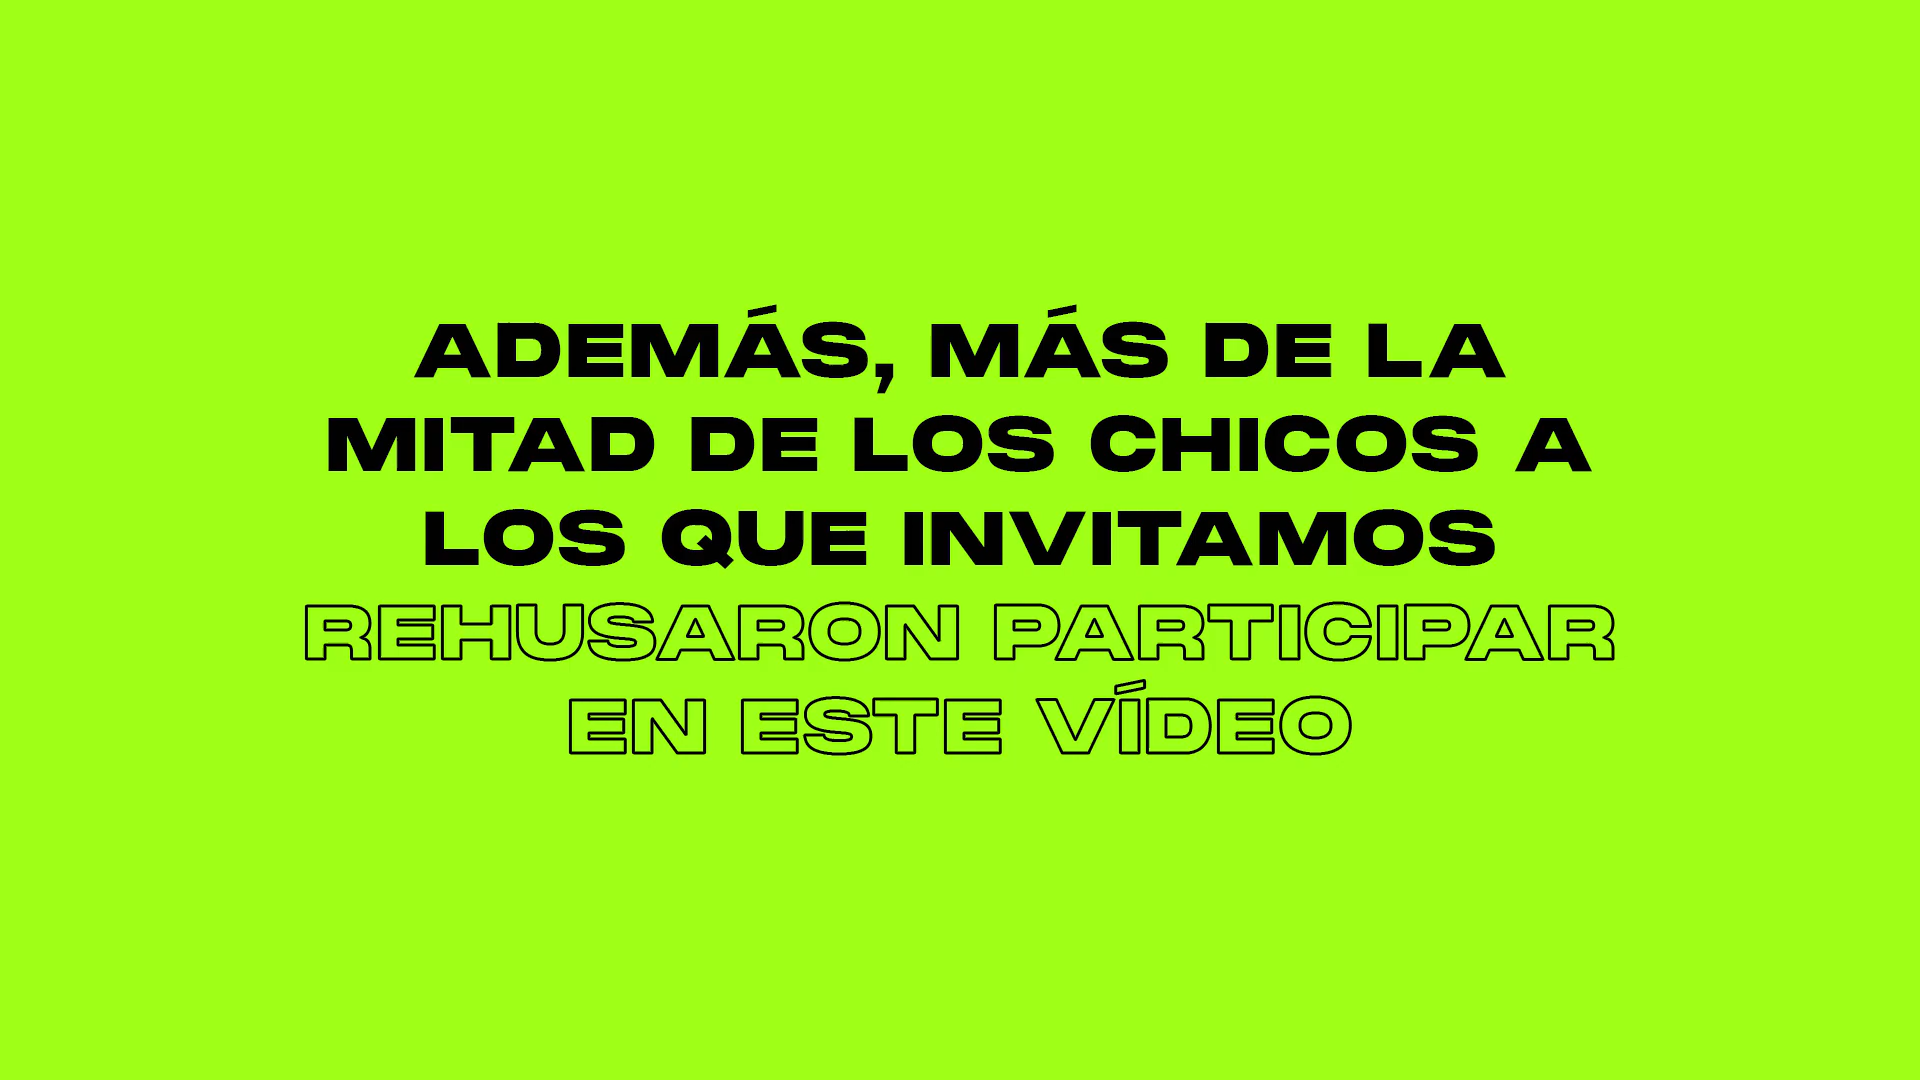 ADEMÁS, MÁS DE LA
MITAD DE LOS CHICOS A
LOS QUE INVITAMOS
REHUSARON PARTICIPAR
EN ESTE VÍDEO